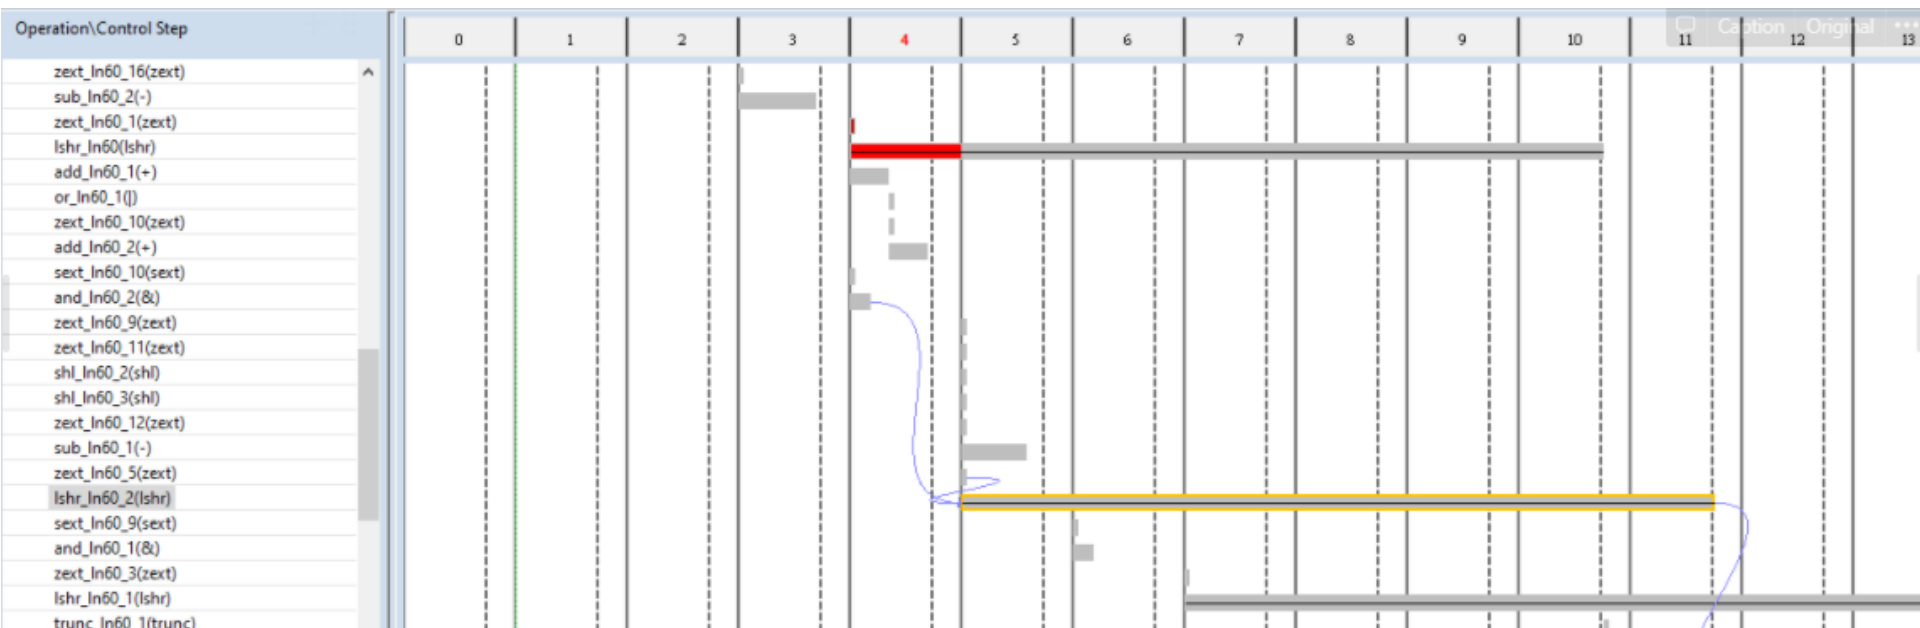 Operation\Control Step
0 1 2 3 4 5 6 7 8 9 10 11 12 13
Caption Original
zext_ln60_16(zext)
sub_ln60_2(-)
zext_ln60_1(zext)
lshr_ln60(lshr)
add_ln60_1(+)
or_ln60_1(|)
zext_ln60_10(zext)
add_ln60_2(+)
sext_ln60_10(sext)
and_ln60_2(&)
zext_ln60_9(zext)
zext_ln60_11(zext)
shl_ln60_2(shl)
shl_ln60_3(shl)
zext_ln60_12(zext)
sub_ln60_1(-)
zext_ln60_5(zext)
lshr_ln60_2(lshr)
sext_ln60_9(sext)
and_ln60_1(&)
zext_ln60_3(zext)
lshr_ln60_1(lshr)
trunc_ln60_1(trunc)